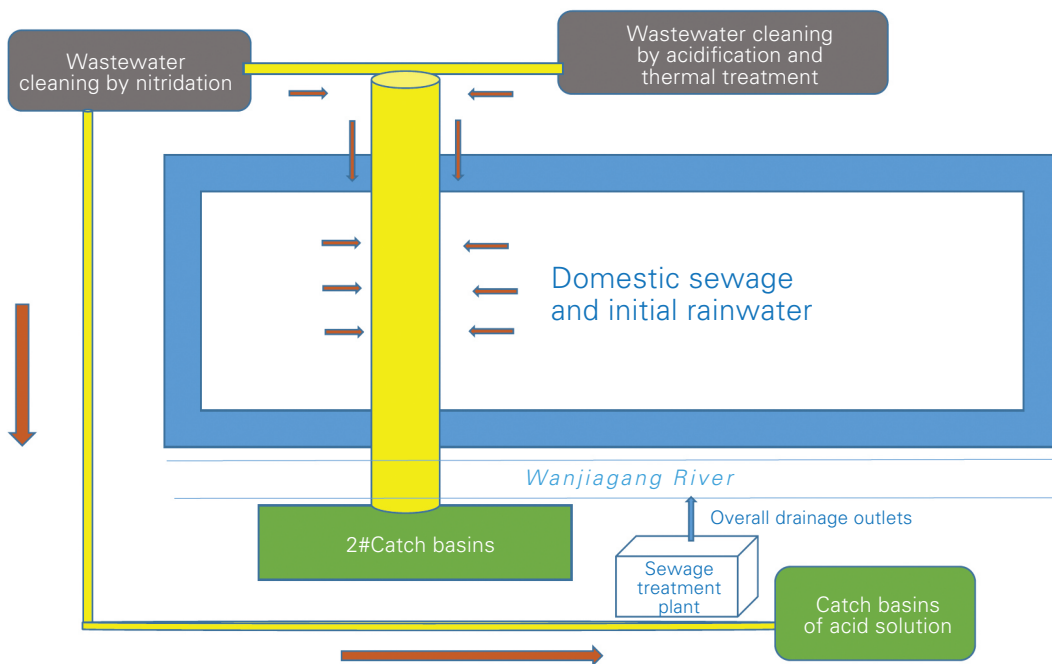 Wastewater
cleaning by nitridation
Wastewater cleaning
by acidification and
thermal treatment
Domestic sewage
and initial rainwater
Wanjiagang River
Overall drainage outlets
2#Catch basins
Sewage
treatment
plant
Catch basins
of acid solution